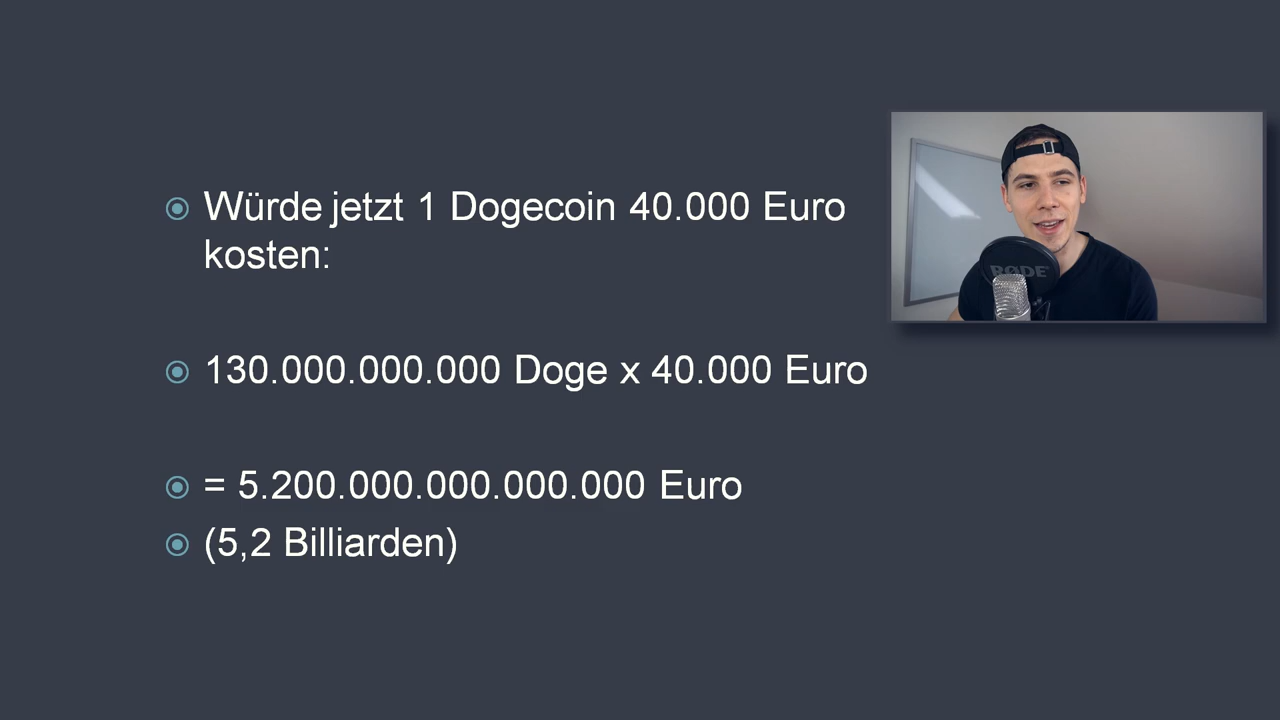 Würde jetzt 1 Dogecoin 40.000 Euro
kosten:
130.000.000.000 Doge x 40.000 Euro
= 5.200.000.000.000.000 Euro
(5,2 Billiarden)
RODE